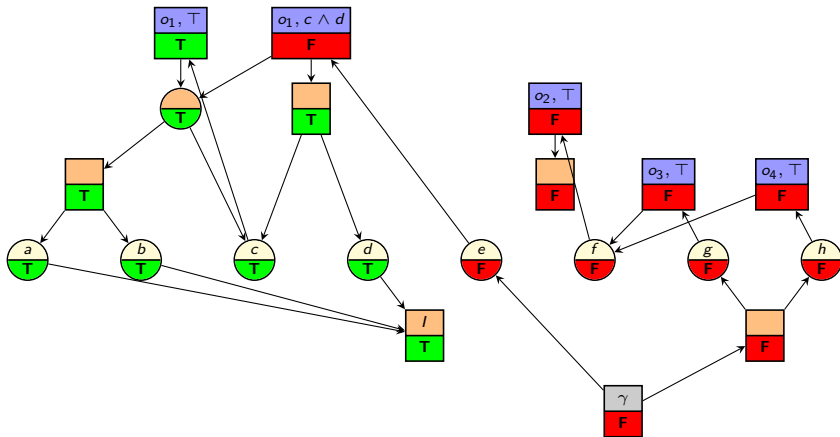 o₁, ⊤
T
o₁, c ∧ d
F
T
T
o₂, ⊤
F
T
F
o₃, ⊤
F
o₄, ⊤
F
a
T
b
T
c
T
d
T
e
F
f
F
g
F
h
F
I
T
F
γ
F